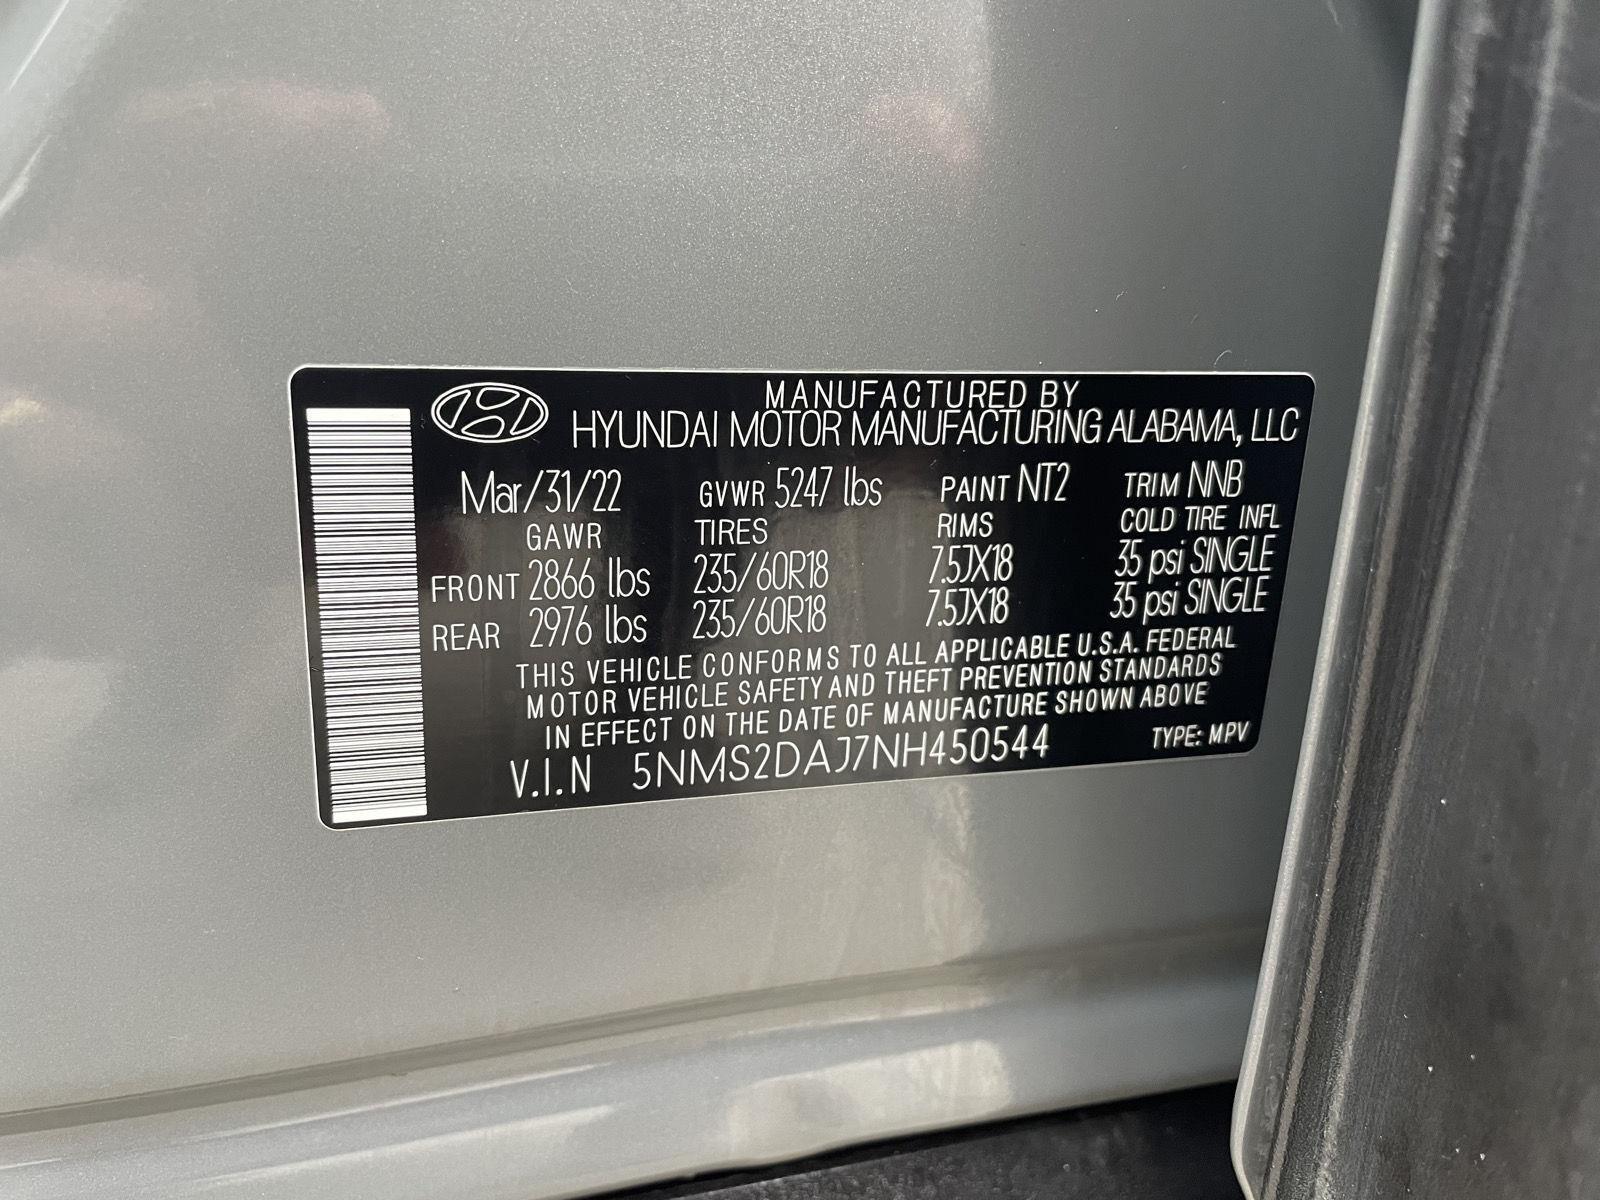 MANUFACTURED BY
HYUNDAI MOTOR MANUFACTURING ALABAMA, LLC
Mar/31/22 GVWR 5247 lbs PAINT NT2 TRIM NNB
GAWR TIRES RIMS COLD TIRE INFL
FRONT 2866 lbs 235/60R18 7.5JX18 35 psi SINGLE
REAR 2976 lbs 235/60R18 7.5JX18 35 psi SINGLE
THIS VEHICLE CONFORMS TO ALL APPLICABLE U.S.A. FEDERAL
MOTOR VEHICLE SAFETY AND THEFT PREVENTION STANDARDS
IN EFFECT ON THE DATE OF MANUFACTURE SHOWN ABOVE
V.I.N 5NMS2DAJ7NH450544 TYPE: MPV